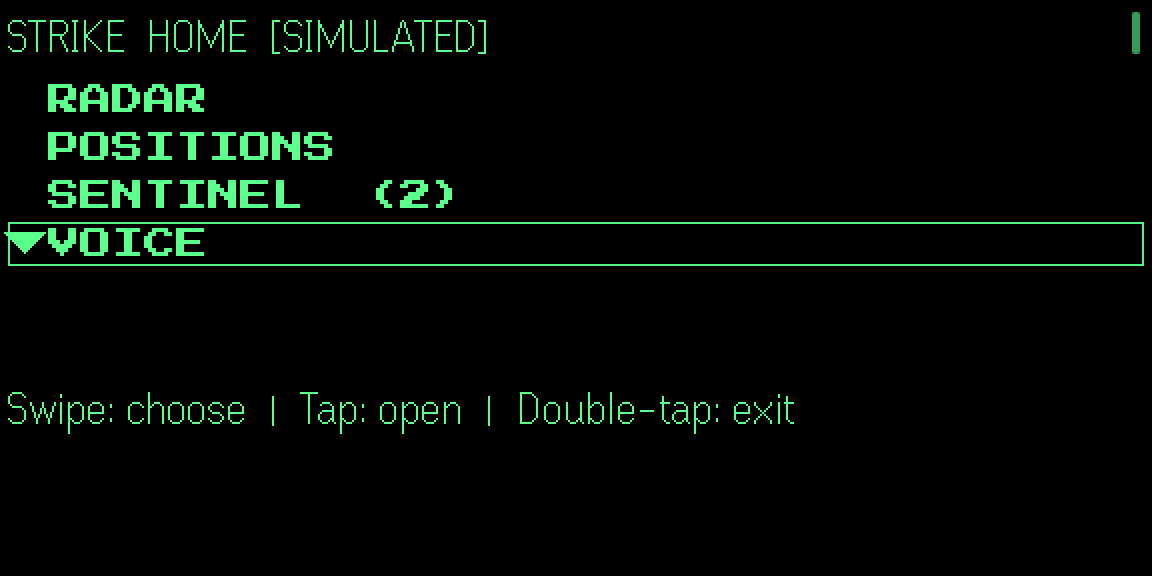 STRIKE HOME [SIMULATED]
RADAR
POSITIONS
SENTINEL (2)
VOICE
Swipe: choose | Tap: open | Double-tap: exit